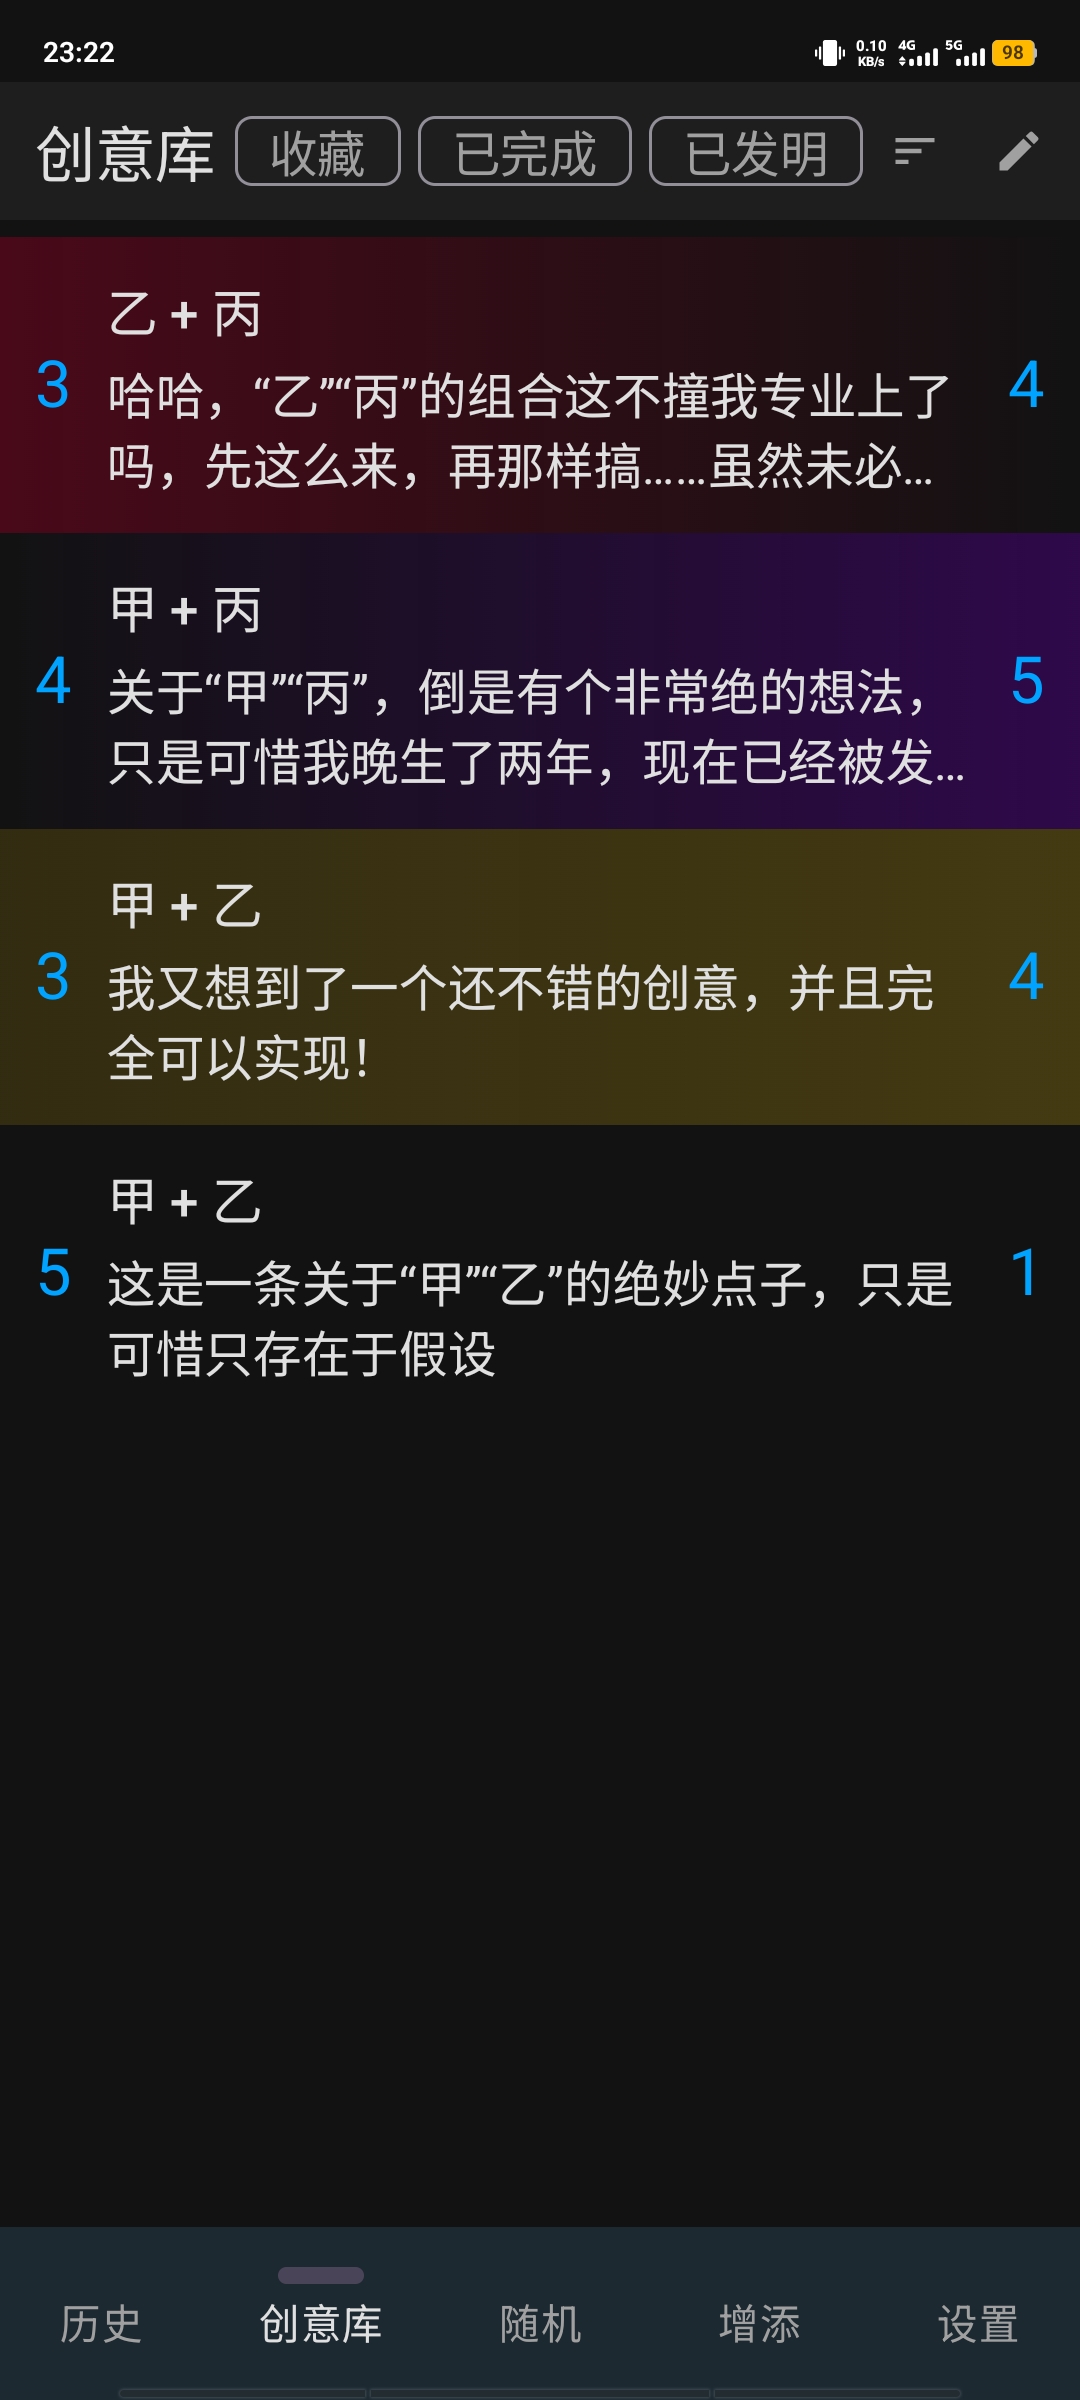 23:22
0.10 KB/s 4G 5G 98
创意库 收藏 已完成 已发明
乙 + 丙
3
哈哈，“乙”“丙”的组合这不撞我专业上了
吗，先这么来，再那样搞……虽然未必...
4
甲 + 丙
4
关于“甲”“丙”，倒是有个非常绝的想法，
只是可惜我晚生了两年，现在已经被发...
5
甲 + 乙
3
我又想到了一个还不错的创意，并且完
全可以实现！
4
甲 + 乙
5
这是一条关于“甲”“乙”的绝妙点子，只是
可惜只存在于假设
1
历史 创意库 随机 增添 设置